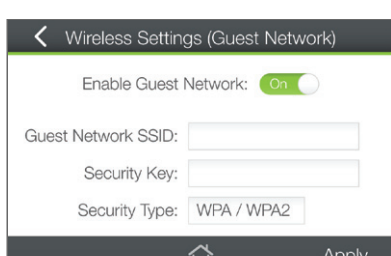 Wireless Settings (Guest Network)
Enable Guest Network: On
Guest Network SSID:
Security Key:
Security Type: WPA / WPA2
Apply